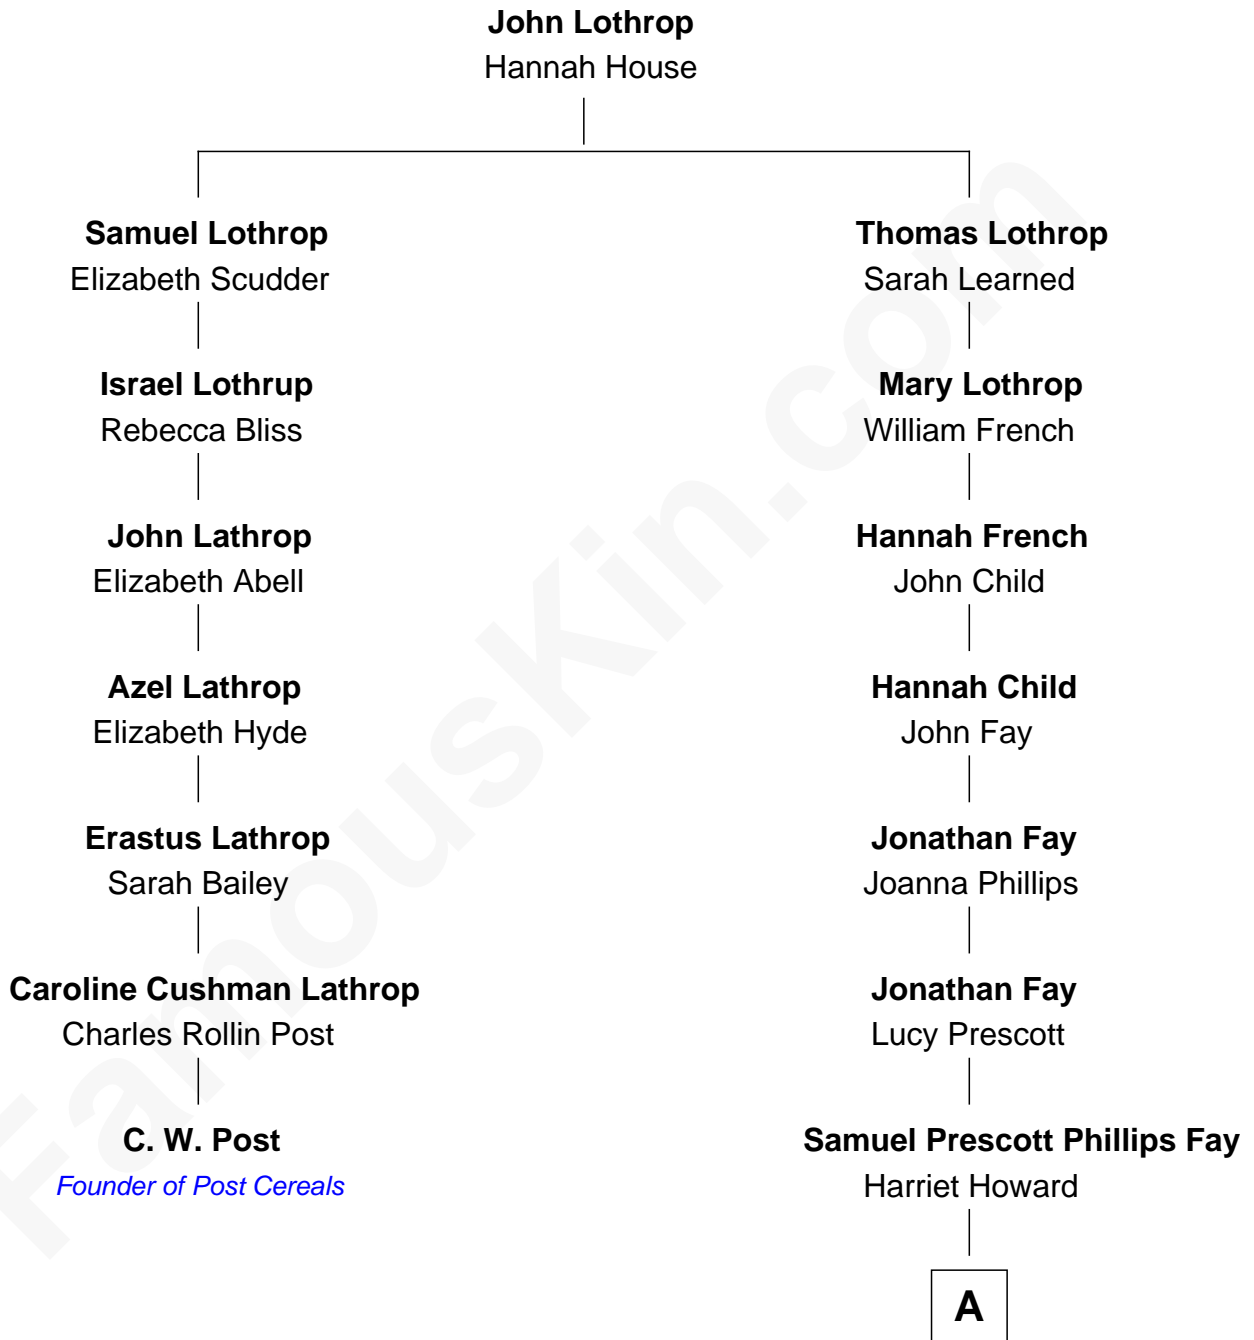 John Lothrop
Hannah House
Samuel Lothrop
Elizabeth Scudder
Thomas Lothrop
Sarah Learned
Israel Lothrup
Rebecca Bliss
Mary Lothrop
William French
John Lathrop
Elizabeth Abell
Hannah French
John Child
Azel Lathrop
Elizabeth Hyde
Hannah Child
John Fay
Erastus Lathrop
Sarah Bailey
Jonathan Fay
Joanna Phillips
Caroline Cushman Lathrop
Charles Rollin Post
Jonathan Fay
Lucy Prescott
C. W. Post
Founder of Post Cereals
Samuel Prescott Phillips Fay
Harriet Howard
A
FamousKin.com